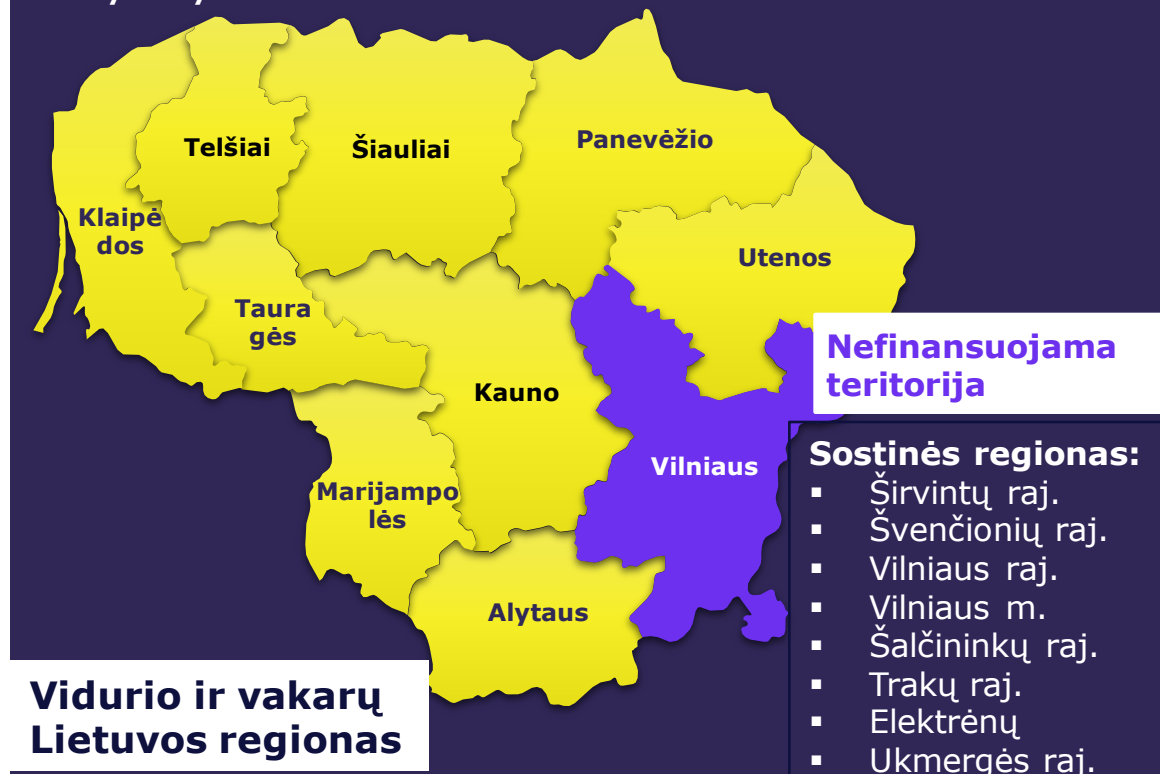 Telšiai
Šiauliai
Panevėžio
Klaipė
dos
Utenos
Taura
gės
Nefinansuojama
teritorija
Kauno
Vilniaus
Marijampo
lės
Alytaus
Sostinės regionas:
▪ Širvintų raj.
▪ Švenčionių raj.
▪ Vilniaus raj.
▪ Vilniaus m.
▪ Šalčininkų raj.
▪ Trakų raj.
▪ Elektrėnų
▪ Ukmergės raj.
Vidurio ir vakarų
Lietuvos regionas